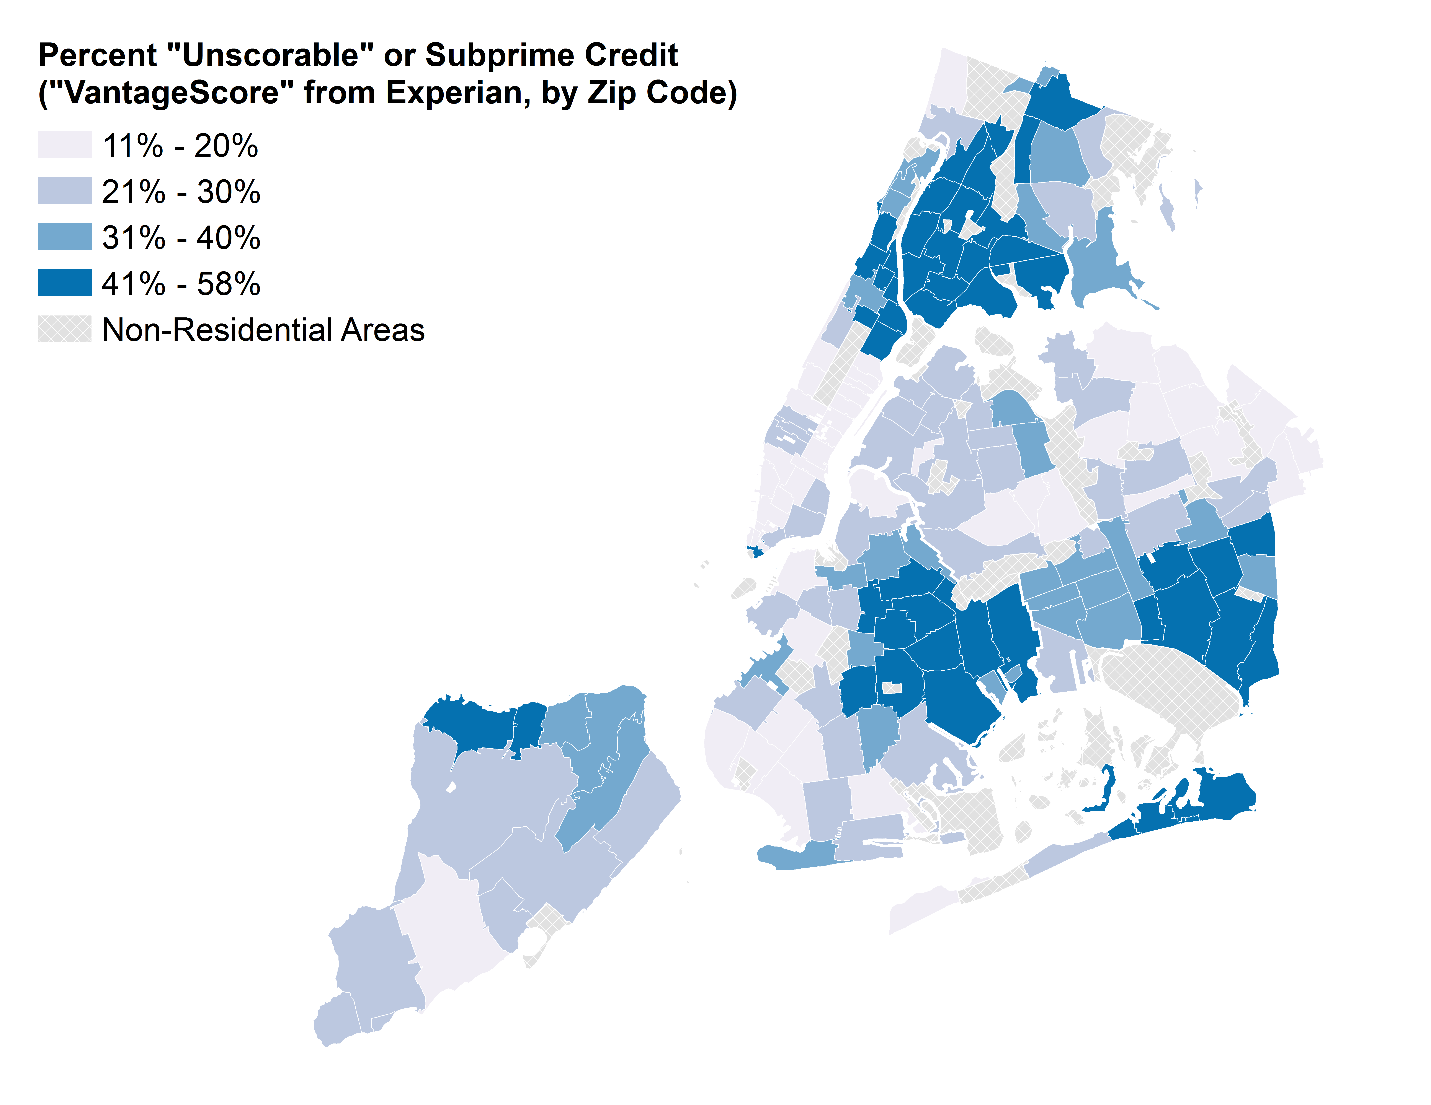 Percent "Unscorable" or Subprime Credit
("VantageScore" from Experian, by Zip Code)
11% - 20%
21% - 30%
31% - 40%
41% - 58%
Non-Residential Areas